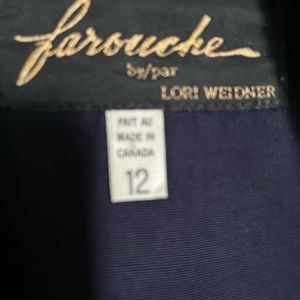 farouche
by/par
LORI WEIDNER
FAIT AU
MADE IN
CANADA
12